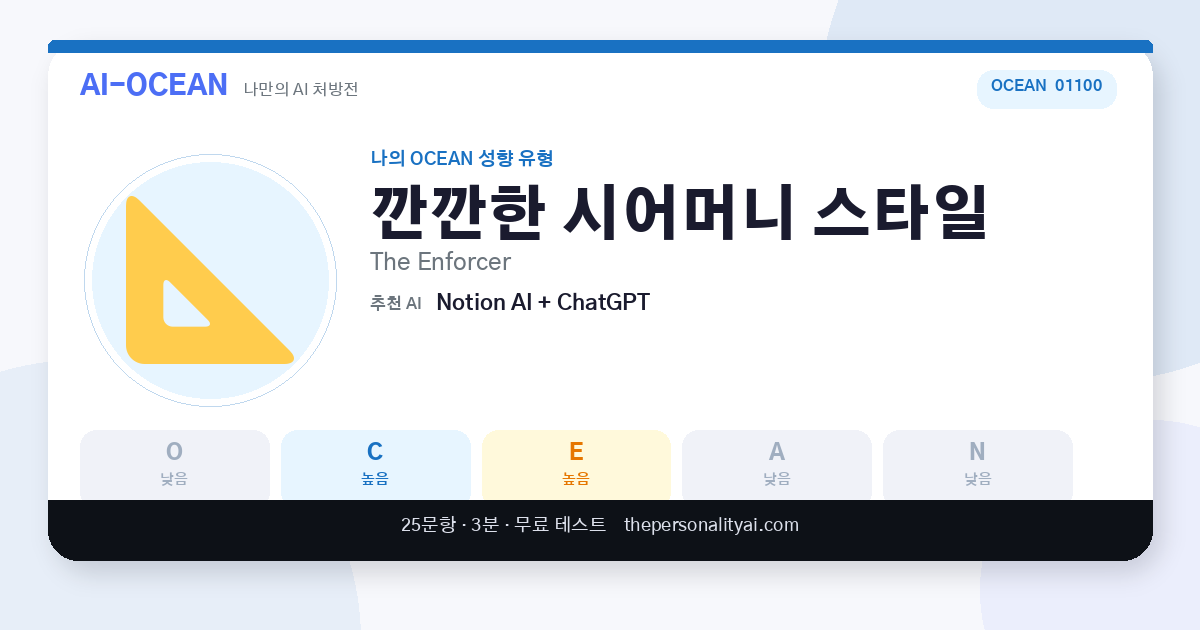 AI-OCEAN 나만의 AI 처방전
OCEAN 01100
나의 OCEAN 성향 유형
깐깐한 시어머니 스타일
The Enforcer
추천 AI Notion AI + ChatGPT
O C E A N
낮음 높음 높음 낮음 낮음
25문항 · 3분 · 무료 테스트 thepersonalityai.com